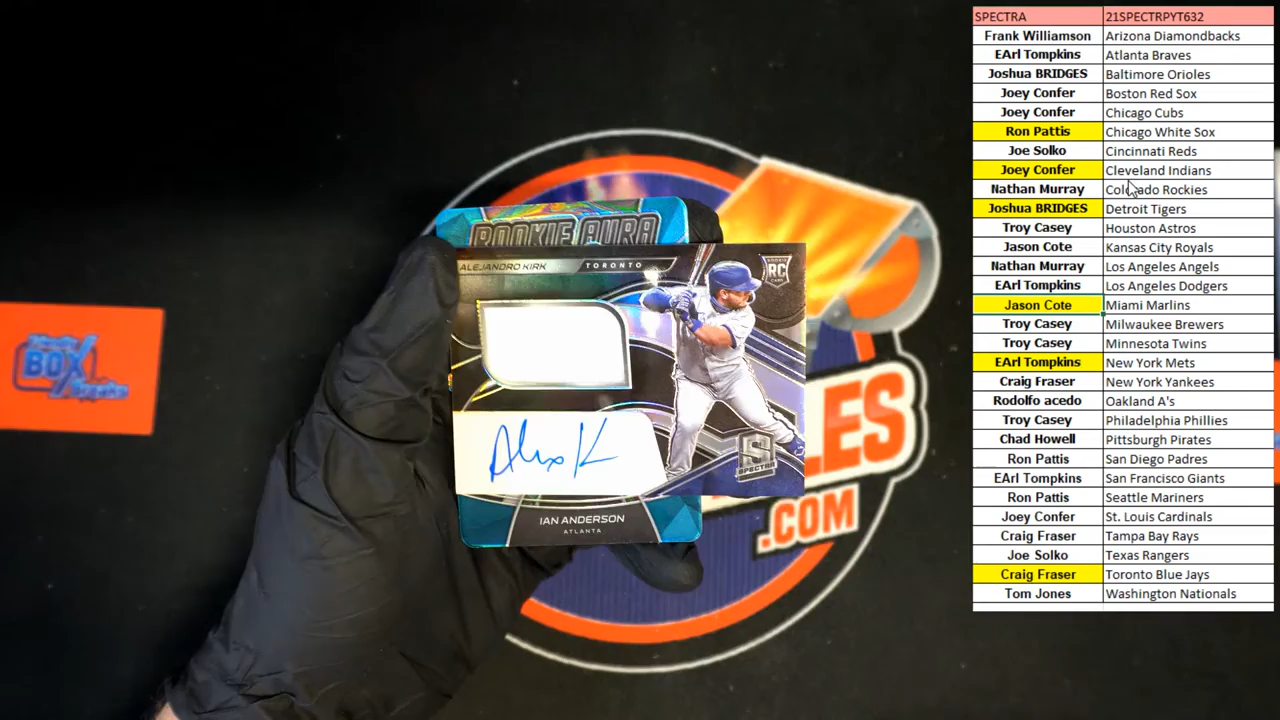 SPECTRA 21SPECTRPYT632
Frank Williamson Arizona Diamondbacks
EArl Tompkins Atlanta Braves
Joshua BRIDGES Baltimore Orioles
Joey Confer Boston Red Sox
Joey Confer Chicago Cubs
Ron Pattis Chicago White Sox
Joe Solko Cincinnati Reds
Joey Confer Cleveland Indians
Nathan Murray Colorado Rockies
Joshua BRIDGES Detroit Tigers
Troy Casey Houston Astros
Jason Cote Kansas City Royals
Nathan Murray Los Angeles Angels
EArl Tompkins Los Angeles Dodgers
Jason Cote Miami Marlins
Troy Casey Milwaukee Brewers
Troy Casey Minnesota Twins
EArl Tompkins New York Mets
Craig Fraser New York Yankees
Rodolfo acedo Oakland A's
Troy Casey Philadelphia Phillies
Chad Howell Pittsburgh Pirates
Ron Pattis San Diego Padres
EArl Tompkins San Francisco Giants
Ron Pattis Seattle Mariners
Joey Confer St. Louis Cardinals
Craig Fraser Tampa Bay Rays
Joe Solko Texas Rangers
Craig Fraser Toronto Blue Jays
Tom Jones Washington Nationals
ROOKIE AURA
ALEJANDRO KIRK TORONTO
ROOKIE
RC
CARD
Alex K
S
SPECTRA
IAN ANDERSON
ATLANTA
BOX
LES
.COM